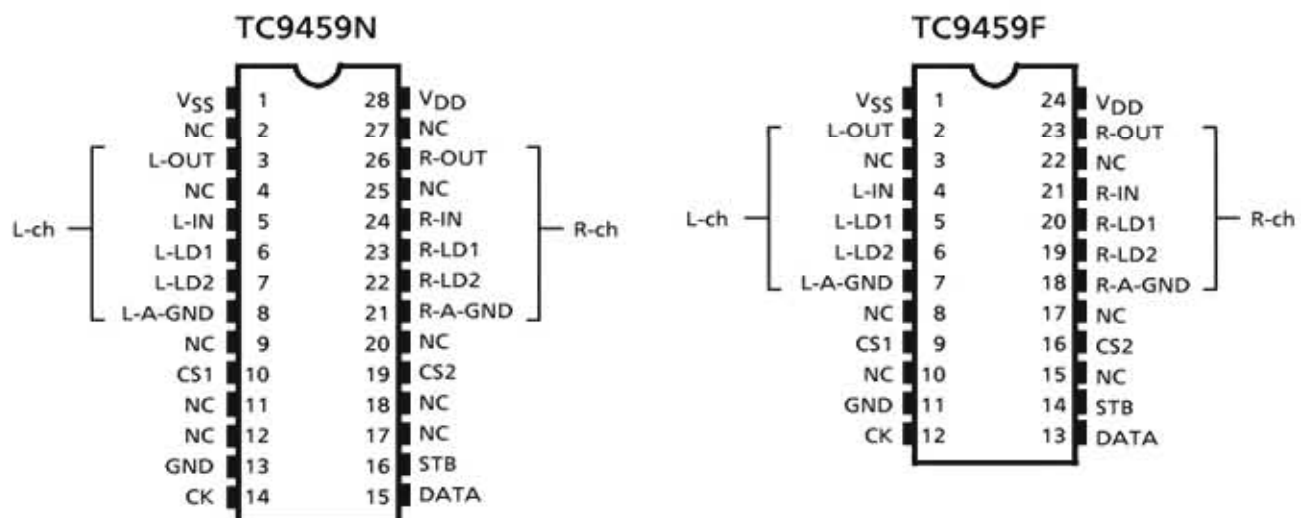 TC9459N
VSS 1 28 VDD
NC 2 27 NC
L-OUT 3 26 R-OUT
NC 4 25 NC
L-IN 5 24 R-IN
L-LD1 6 23 R-LD1
L-LD2 7 22 R-LD2
L-A-GND 8 21 R-A-GND
NC 9 20 NC
CS1 10 19 CS2
NC 11 18 NC
NC 12 17 NC
GND 13 16 STB
CK 14 15 DATA
L-ch
R-ch
TC9459F
VSS 1 24 VDD
L-OUT 2 23 R-OUT
NC 3 22 NC
L-IN 4 21 R-IN
L-LD1 5 20 R-LD1
L-LD2 6 19 R-LD2
L-A-GND 7 18 R-A-GND
NC 8 17 NC
CS1 9 16 CS2
NC 10 15 NC
GND 11 14 STB
CK 12 13 DATA
L-ch
R-ch